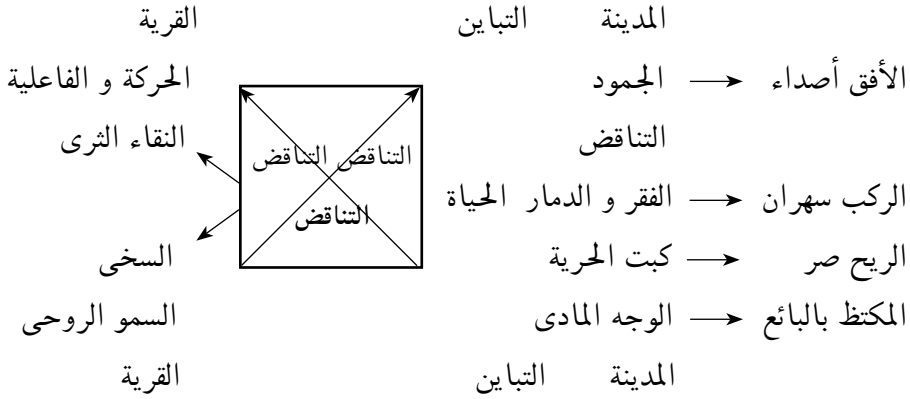 المدينة التباين القرية
الأفق أصداء الجمود الحركة و الفاعلية
التناقض النقاء الثرى
التناقض التناقض
الركب سهران الفقر و الدمار الحياة
التناقض
الريح صر كبت الحرية السخى
المكتظ بالبائع الوجه المادى السمو الروحى
المدينة التباين القرية